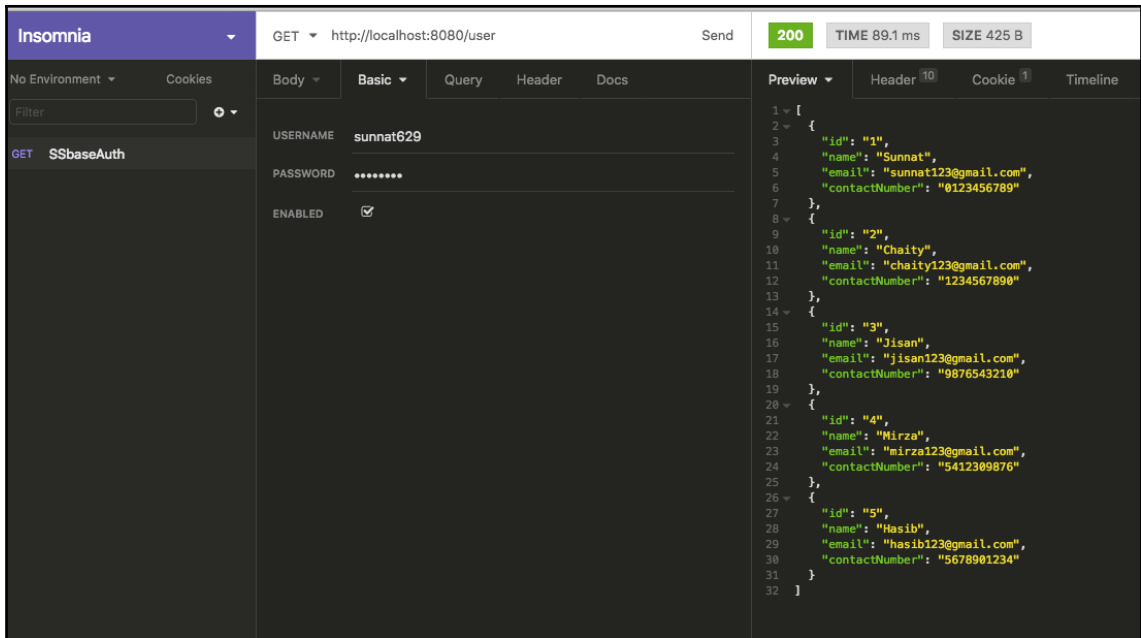 Insomnia
GET http://localhost:8080/user Send
200 TIME 89.1 ms SIZE 425 B
No Environment Cookies
Body Basic Query Header Docs
Preview Header 10 Cookie 1 Timeline
Filter
GET SSbaseAuth
USERNAME sunnat629
PASSWORD ••••••••
ENABLED
1 [
2 {
3 "id": "1",
4 "name": "Sunnat",
5 "email": "sunnat123@gmail.com",
6 "contactNumber": "0123456789"
7 },
8 {
9 "id": "2",
10 "name": "Chaity",
11 "email": "chaity123@gmail.com",
12 "contactNumber": "1234567890"
13 },
14 {
15 "id": "3",
16 "name": "Jisan",
17 "email": "jisan123@gmail.com",
18 "contactNumber": "9876543210"
19 },
20 {
21 "id": "4",
22 "name": "Mirza",
23 "email": "mirza123@gmail.com",
24 "contactNumber": "5412309876"
25 },
26 {
27 "id": "5",
28 "name": "Hasib",
29 "email": "hasib123@gmail.com",
30 "contactNumber": "5678901234"
31 }
32 ]